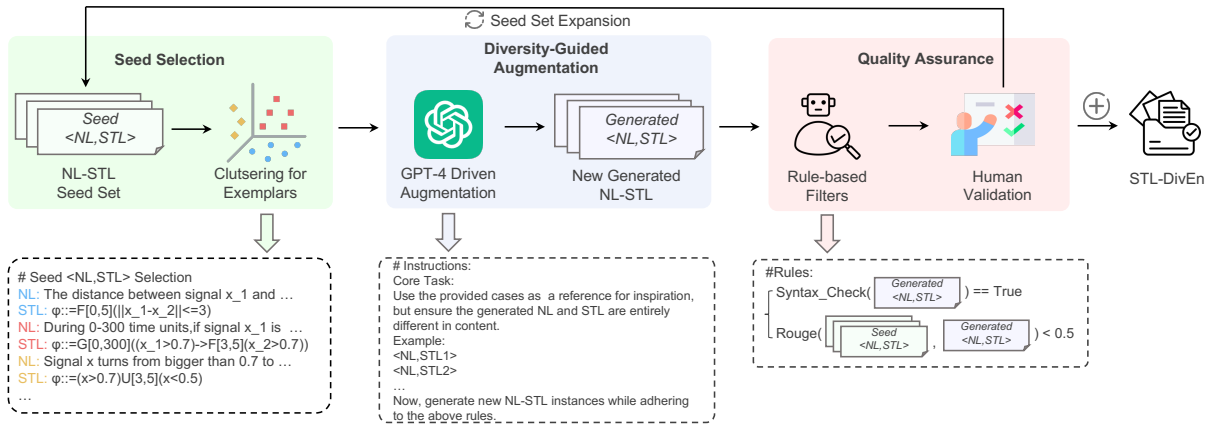 Seed Set Expansion
Seed Selection
Seed
<NL,STL>
NL-STL
Seed Set
Clutsering for
Exemplars
Diversity-Guided
Augmentation
GPT-4 Driven
Augmentation
Generated
<NL,STL>
New Generated
NL-STL
Quality Assurance
Rule-based
Filters
Human
Validation
STL-DivEn
# Seed <NL,STL> Selection
NL: The distance between signal x_1 and …
STL: φ::=F[0,5](||x_1-x_2||<=3)
NL: During 0-300 time units,if signal x_1 is …
STL: φ::=G[0,300]((x_1>0.7)->F[3,5](x_2>0.7))
NL: Signal x turns from bigger than 0.7 to …
STL: φ::=(x>0.7)U[3,5](x<0.5)
…
# Instructions:
Core Task:
Use the provided cases as a reference for inspiration,
but ensure the generated NL and STL are entirely
different in content.
Example:
<NL,STL1>
<NL,STL2>
…
Now, generate new NL-STL instances while adhering
to the above rules.
#Rules:
Syntax_Check( Generated <NL,STL> ) == True
Rouge( Seed <NL,STL> , Generated <NL,STL> ) < 0.5